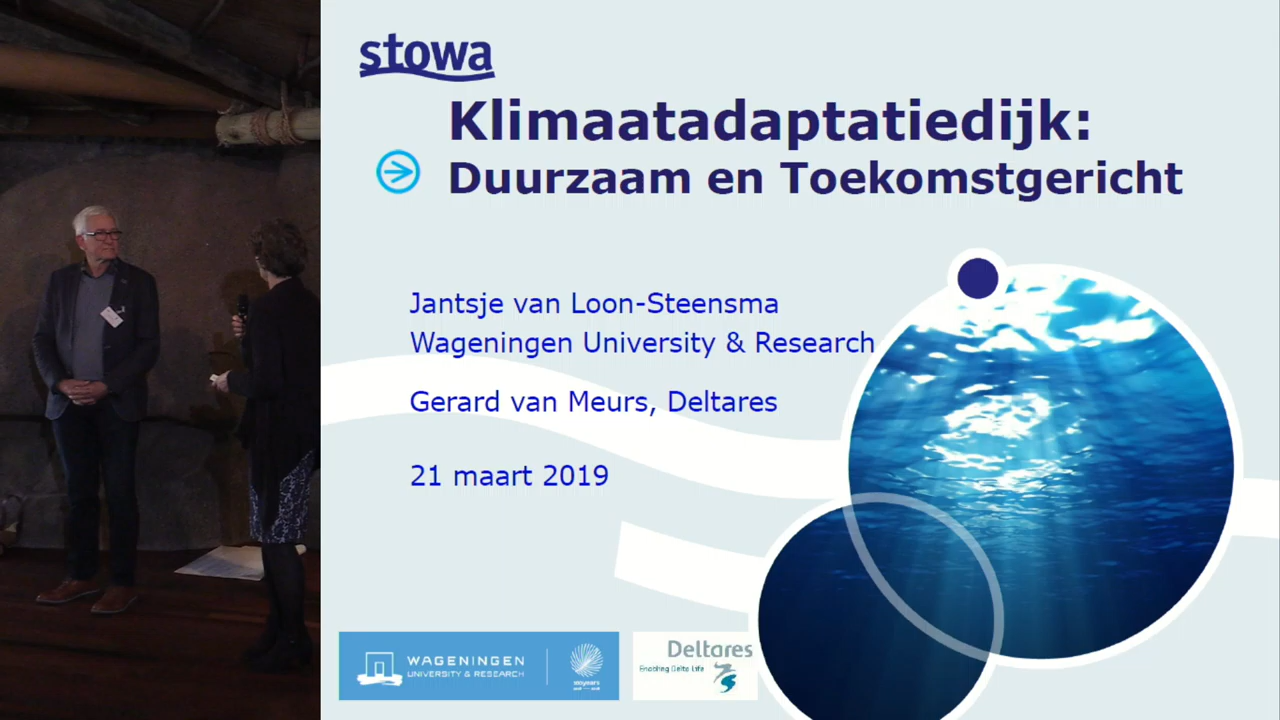 stowa
Klimaatadaptatiedijk:
Duurzaam en Toekomstgericht
Jantsje van Loon-Steensma
Wageningen University & Research
Gerard van Meurs, Deltares
21 maart 2019
WAGENINGEN
UNIVERSITY & RESEARCH
100years
Deltares
Enabling Delta Life